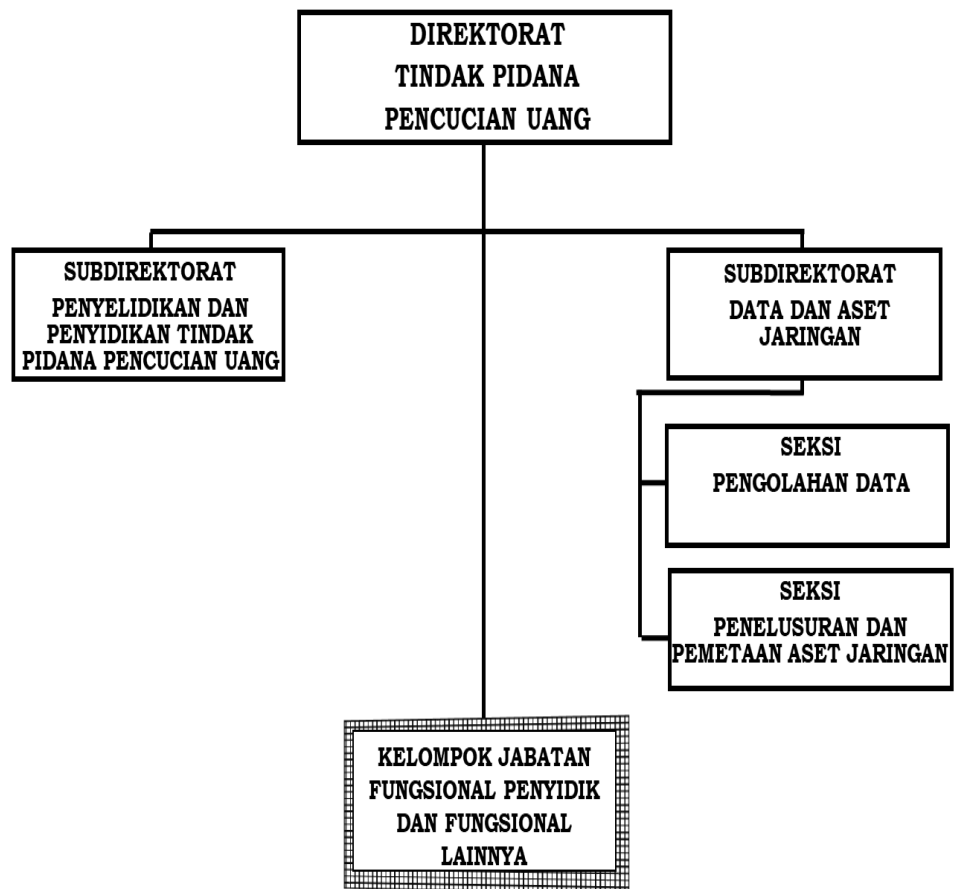 DIREKTORAT
TINDAK PIDANA
PENCUCIAN UANG
SUBDIREKTORAT
PENYELIDIKAN DAN
PENYIDIKAN TINDAK
PIDANA PENCUCIAN UANG
SUBDIREKTORAT
DATA DAN ASET
JARINGAN
SEKSI
PENGOLAHAN DATA
SEKSI
PENELUSURAN DAN
PEMETAAN ASET JARINGAN
KELOMPOK JABATAN
FUNGSIONAL PENYIDIK
DAN FUNGSIONAL
LAINNYA